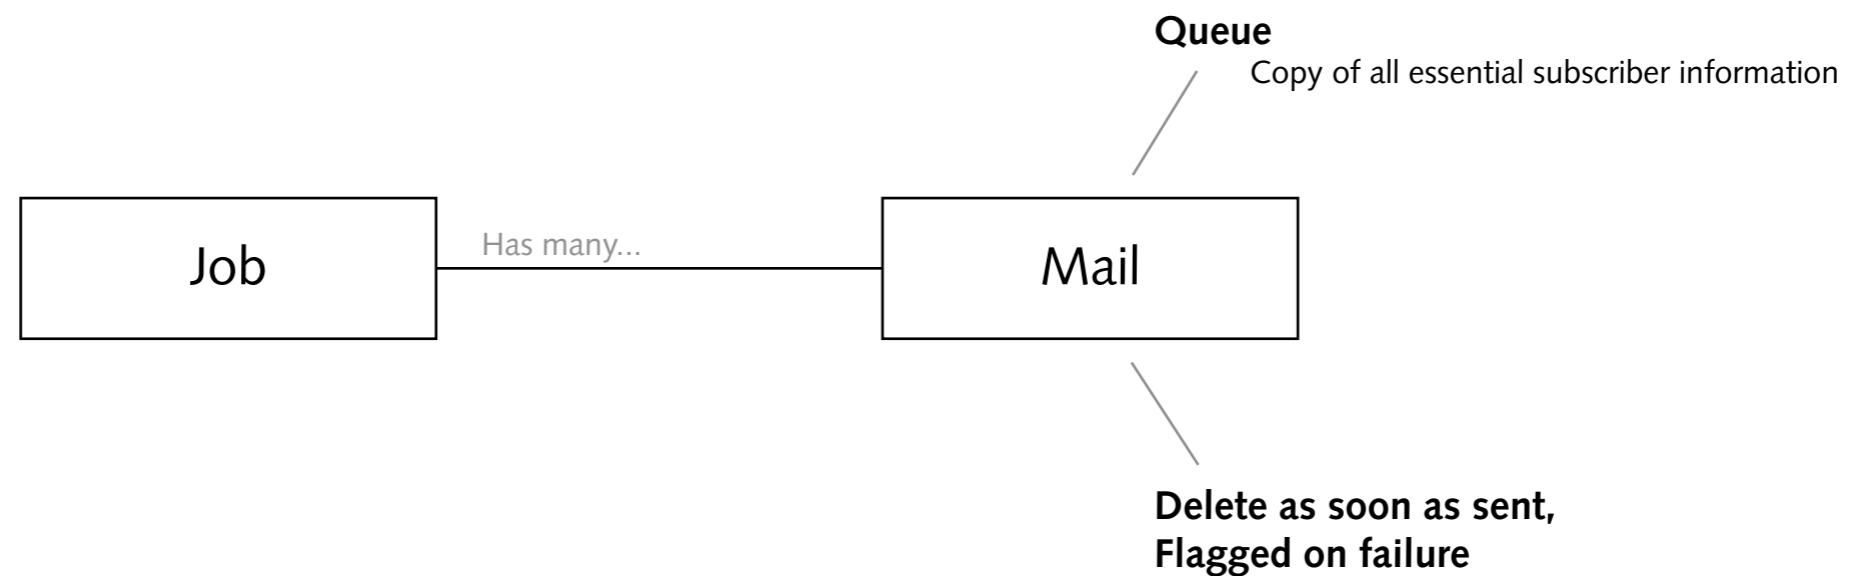 Queue
Copy of all essential subscriber information
Job
Has many...
Mail
Delete as soon as sent,
Flagged on failure